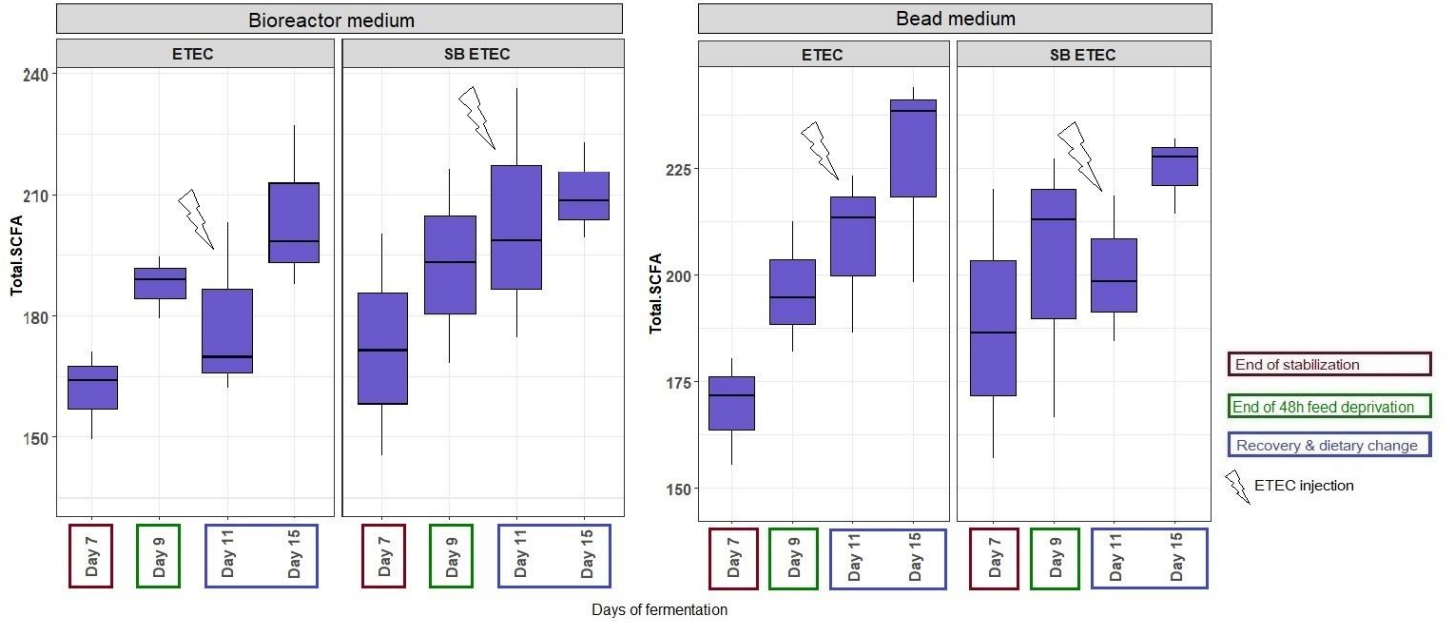 Bioreactor medium
ETEC
SB ETEC
240
210
180
150
Total.SCFA
Day 7
Day 9
Day 11
Day 15
Day 7
Day 9
Day 11
Day 15
Bead medium
ETEC
SB ETEC
225
200
175
150
Total.SCFA
Day 7
Day 9
Day 11
Day 15
Day 7
Day 9
Day 11
Day 15
Days of fermentation
End of stabilization
End of 48h feed deprivation
Recovery & dietary change
ETEC injection